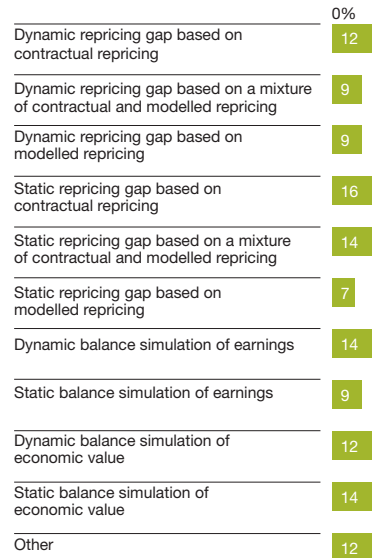 0%
Dynamic repricing gap based on
contractual repricing
12
Dynamic repricing gap based on a mixture
of contractual and modelled repricing
9
Dynamic repricing gap based on
modelled repricing
9
Static repricing gap based on
contractual repricing
16
Static repricing gap based on a mixture
of contractual and modelled repricing
14
Static repricing gap based on
modelled repricing
7
Dynamic balance simulation of earnings
14
Static balance simulation of earnings
9
Dynamic balance simulation of
economic value
12
Static balance simulation of
economic value
14
Other
12